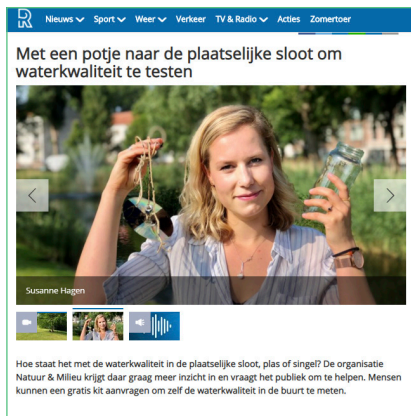 Nieuws Sport Weer Verkeer TV & Radio Acties Zomertoer
Met een potje naar de plaatselijke sloot om
waterkwaliteit te testen
Susanne Hagen
Hoe staat het met de waterkwaliteit in de plaatselijke sloot, plas of singel? De organisatie
Natuur & Milieu krijgt daar graag meer inzicht in en vraagt het publiek om te helpen. Mensen
kunnen een gratis kit aanvragen om zelf de waterkwaliteit in de buurt te meten.